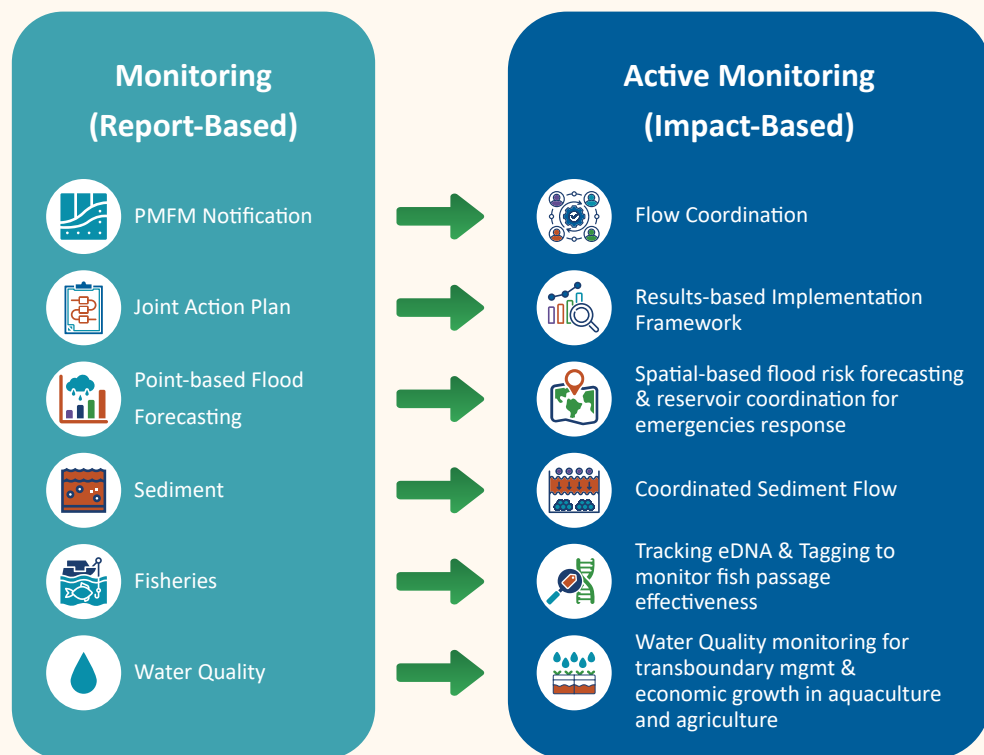 Monitoring
(Report-Based)
PMFM Notification
Joint Action Plan
Point-based Flood
Forecasting
Sediment
Fisheries
Water Quality
Active Monitoring
(Impact-Based)
Flow Coordination
Results-based Implementation
Framework
Spatial-based flood risk forecasting
& reservoir coordination for
emergencies response
Coordinated Sediment Flow
Tracking eDNA & Tagging to
monitor fish passage
effectiveness
Water Quality monitoring for
transboundary mgmt &
economic growth in aquaculture
and agriculture